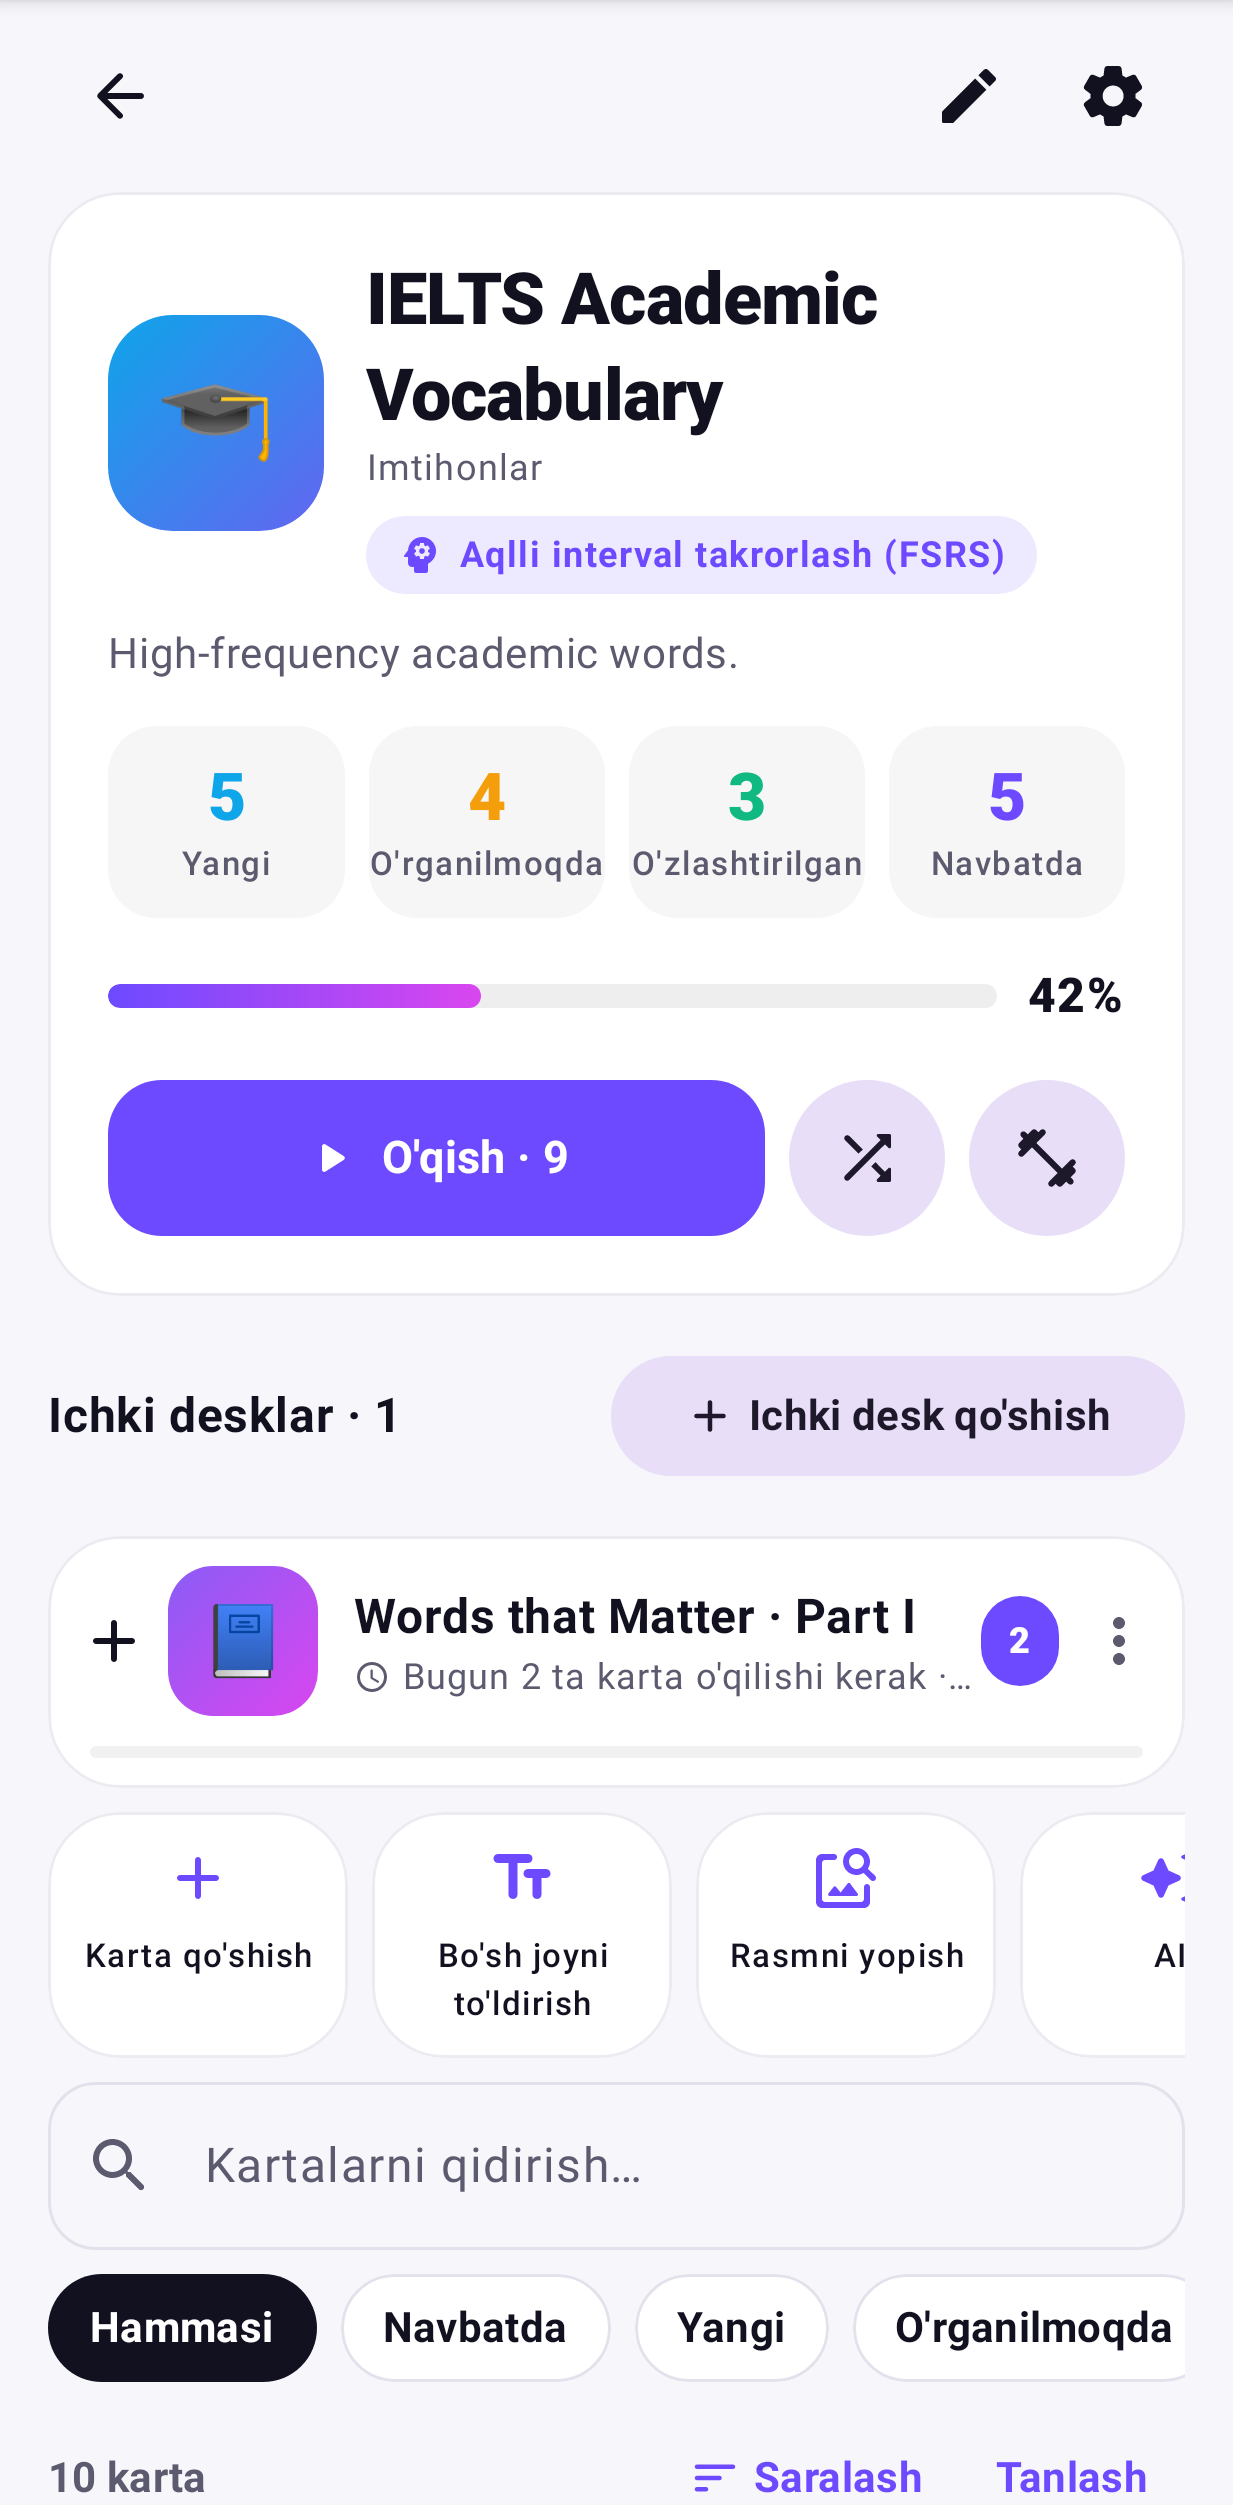 IELTS Academic
Vocabulary
Imtihonlar
Aqlli interval takrorlash (FSRS)
High-frequency academic words.
5
Yangi
4
O'rganilmoqda
3
O'zlashtirilgan
5
Navbatda
42%
O'qish · 9
Ichki desklar · 1
Ichki desk qo'shish
Words that Matter · Part I
Bugun 2 ta karta o'qilishi kerak ·...
2
Karta qo'shish
Bo'sh joyni
to'ldirish
Rasmni yopish
AI
Kartalarni qidirish...
Hammasi
Navbatda
Yangi
O'rganilmoqda
10 karta
Saralash
Tanlash